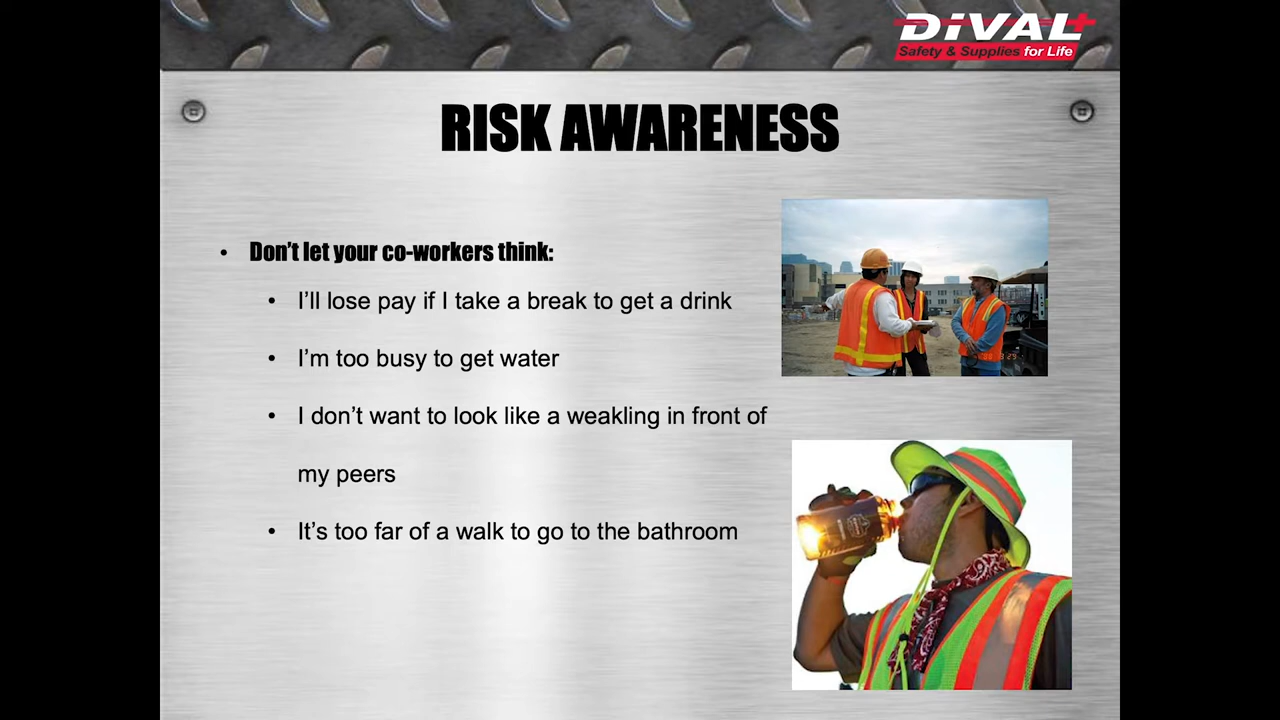 DiVAL
Safety & Supplies for Life
RISK AWARENESS
• Don’t let your co-workers think:
• I’ll lose pay if I take a break to get a drink
• I’m too busy to get water
• I don’t want to look like a weakling in front of
my peers
• It’s too far of a walk to go to the bathroom